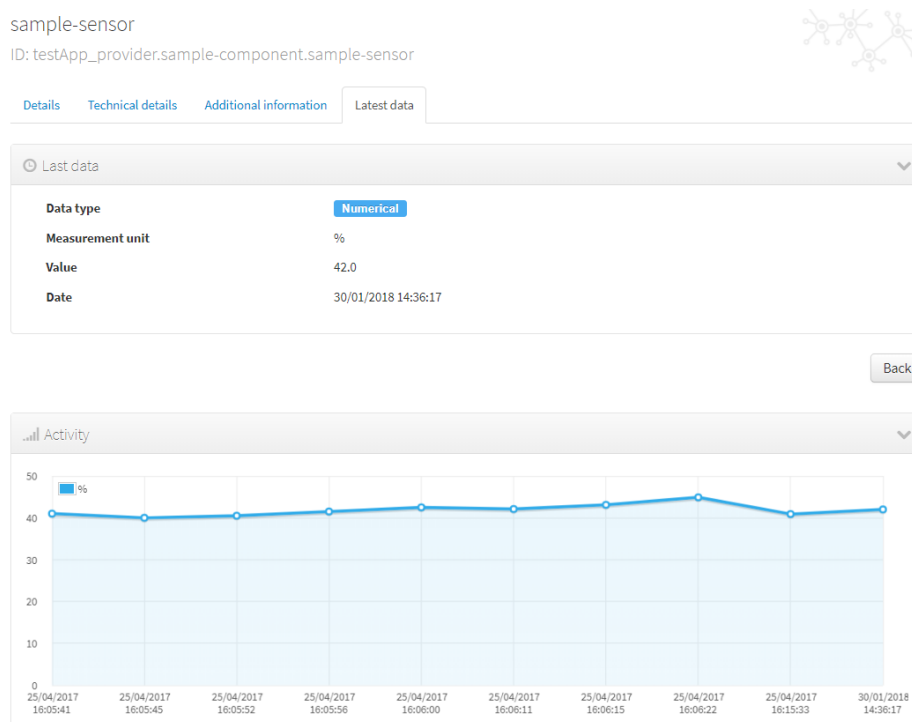 sample-sensor
ID: testApp_provider.sample-component.sample-sensor
Details Technical details Additional information Latest data
Last data
Data type Numerical
Measurement unit %
Value 42.0
Date 30/01/2018 14:36:17
Back
Activity
%
50
40
30
20
10
0
25/04/2017 25/04/2017 25/04/2017 25/04/2017 25/04/2017 25/04/2017 25/04/2017 25/04/2017 25/04/2017 30/01/2018
16:05:41 16:05:45 16:05:52 16:05:56 16:06:00 16:06:11 16:06:15 16:06:22 16:15:33 14:36:17